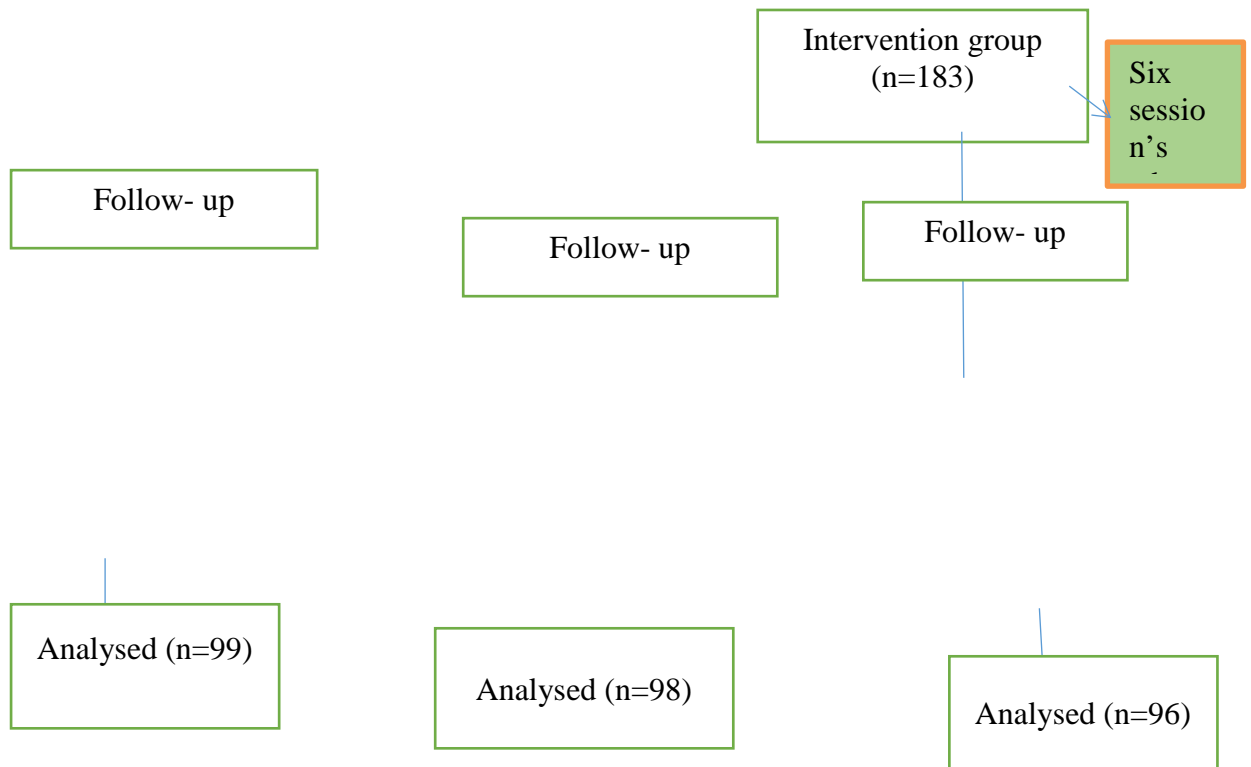 Intervention group
(n=183)
Six
sessio
n’s
Follow- up
Follow- up
Follow- up
Analysed (n=99)
Analysed (n=98)
Analysed (n=96)